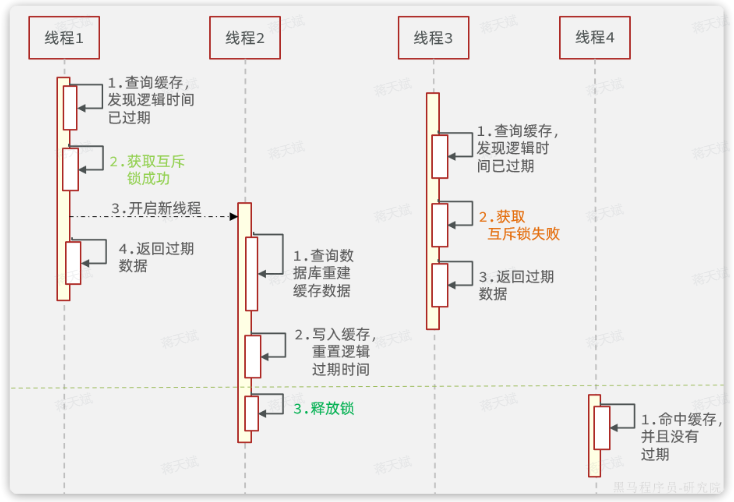 线程1
线程2
线程3
线程4
1.查询缓存,
发现逻辑时间
已过期
2.获取互斥
锁成功
3.开启新线程
4.返回过期
数据
1.查询数
据库重建
缓存数据
2.写入缓存,
重置逻辑
过期时间
3.释放锁
1.查询缓存,
发现逻辑时
间已过期
2.获取
互斥锁失败
3.返回过期
数据
1.命中缓存,
并且没有
过期
蒋天斌
黑马程序员-研究院